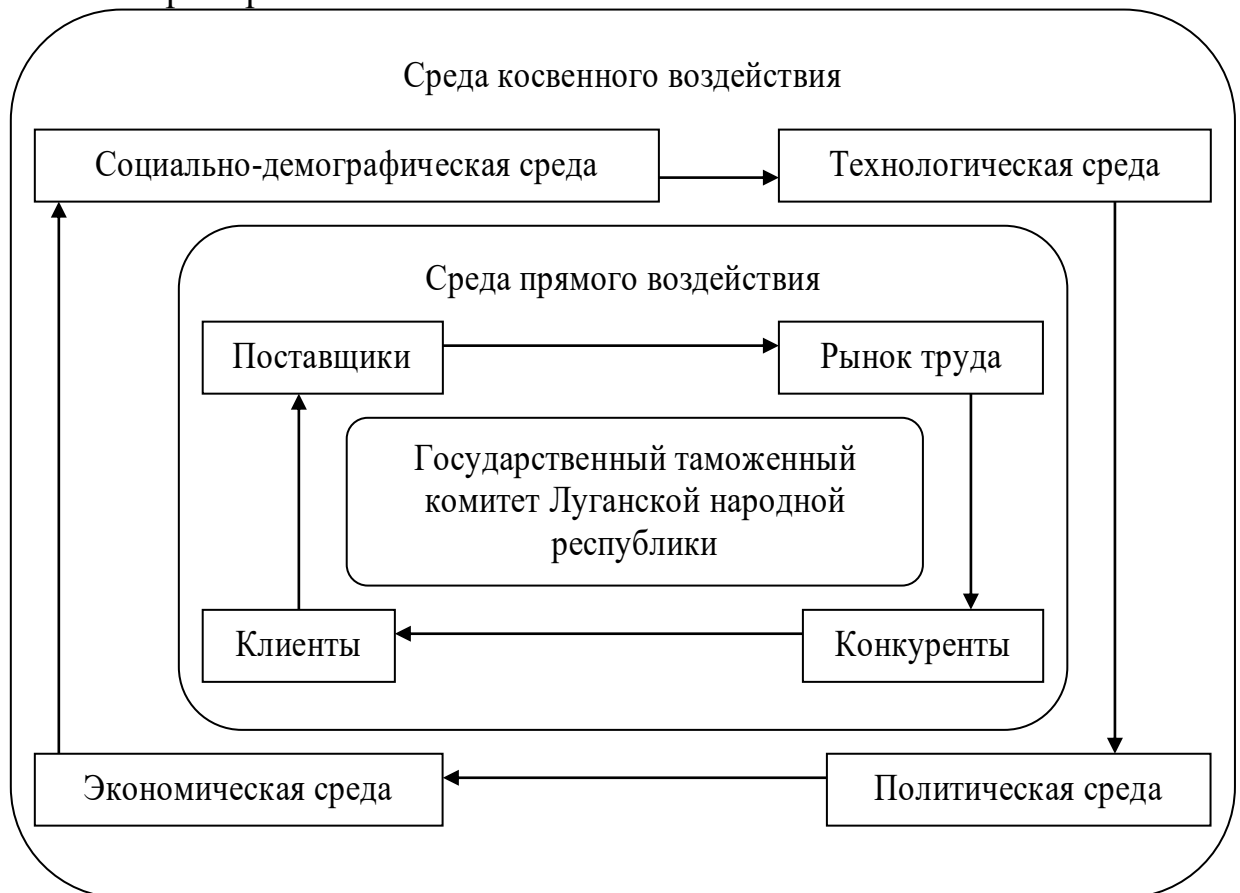 Среда косвенного воздействия
Социально-демографическая среда
Технологическая среда
Среда прямого воздействия
Поставщики
Рынок труда
Государственный таможенный
комитет Луганской народной
республики
Клиенты
Конкуренты
Экономическая среда
Политическая среда